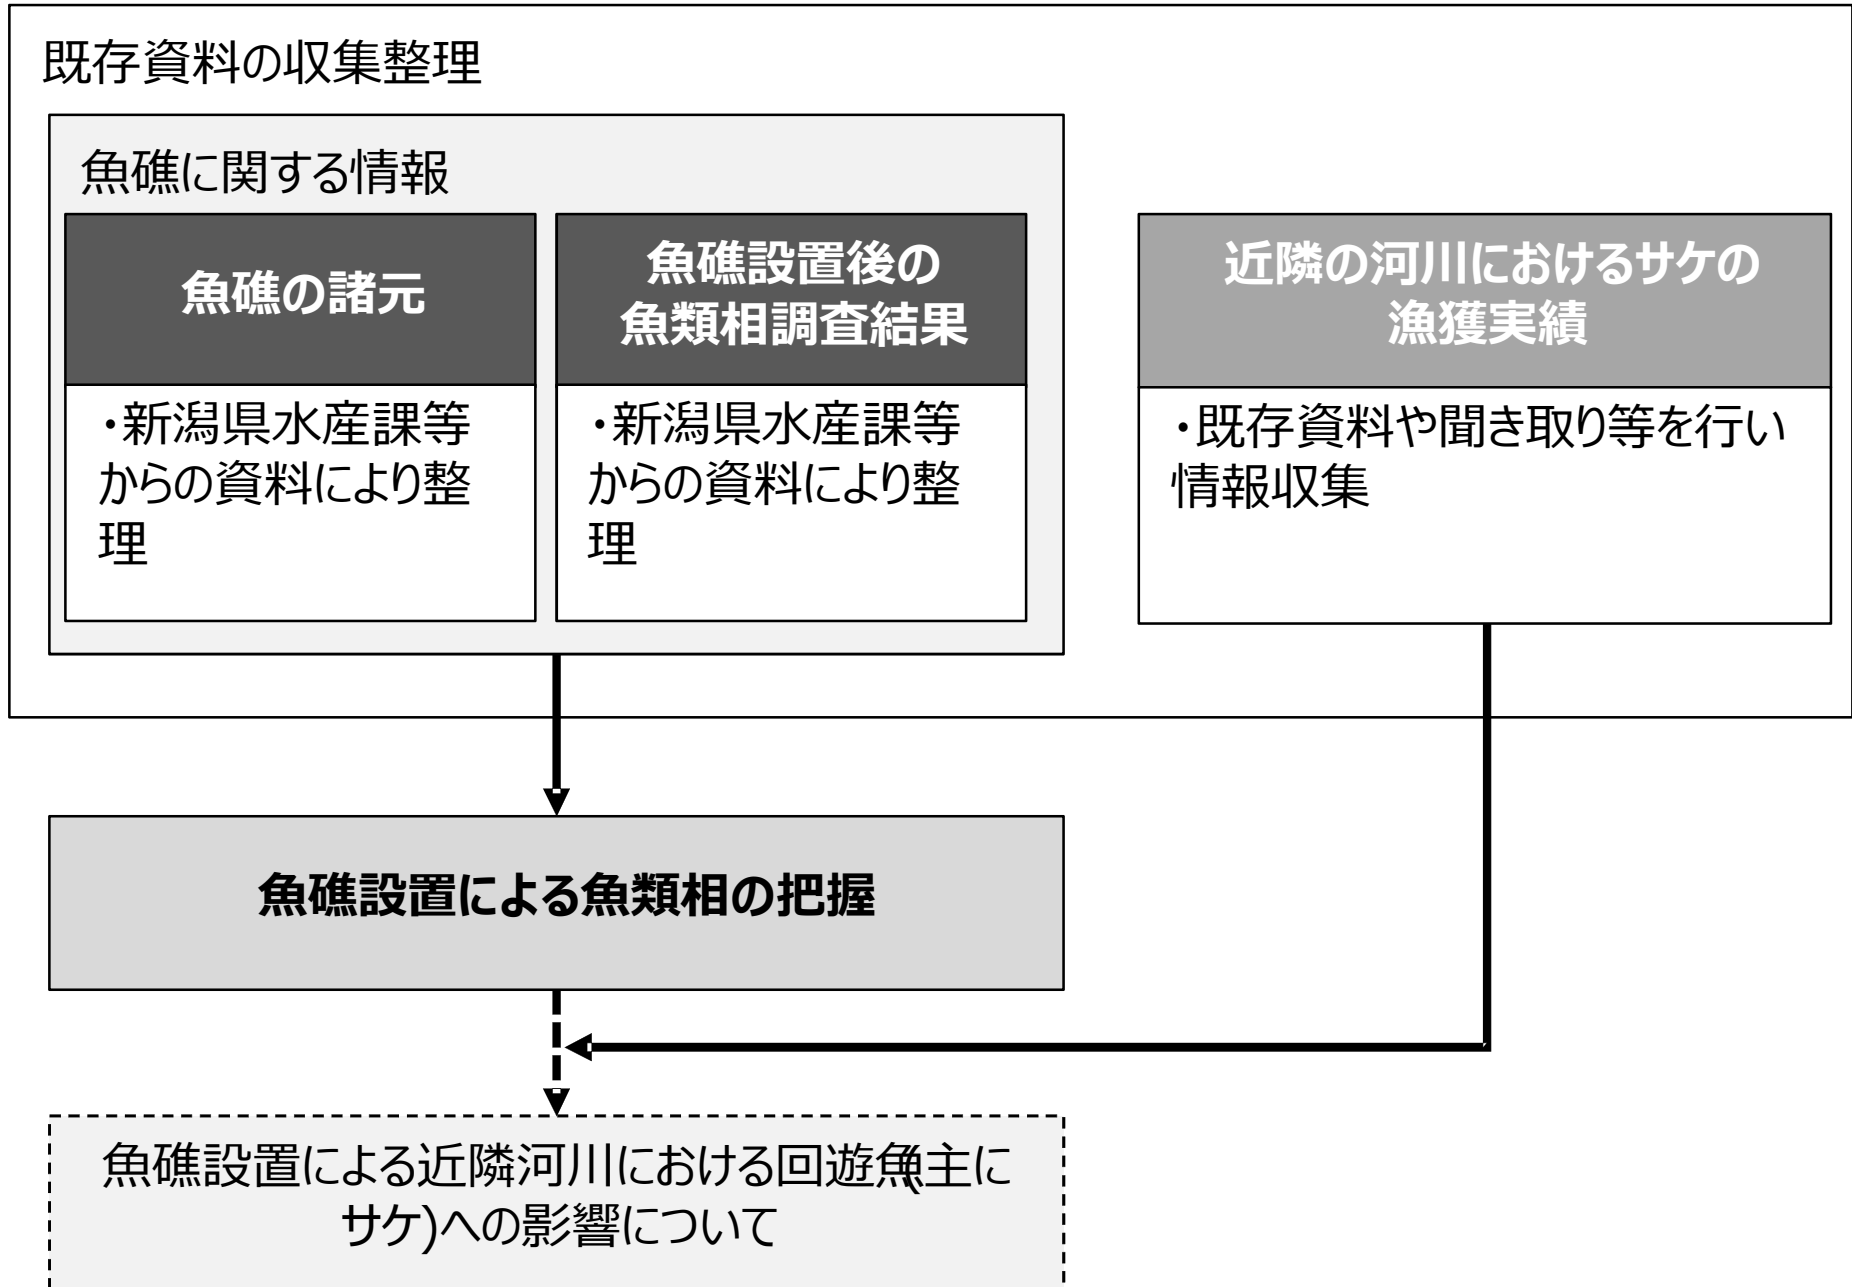 既存資料の収集整理
魚礁に関する情報
魚礁の諸元
・新潟県水産課等
からの資料により整
理
魚礁設置後の
魚類相調査結果
・新潟県水産課等
からの資料により整
理
近隣の河川におけるサケの
漁獲実績
・既存資料や聞き取り等を行い
情報収集
魚礁設置による魚類相の把握
魚礁設置による近隣河川における回遊魚(主に
サケ)への影響について